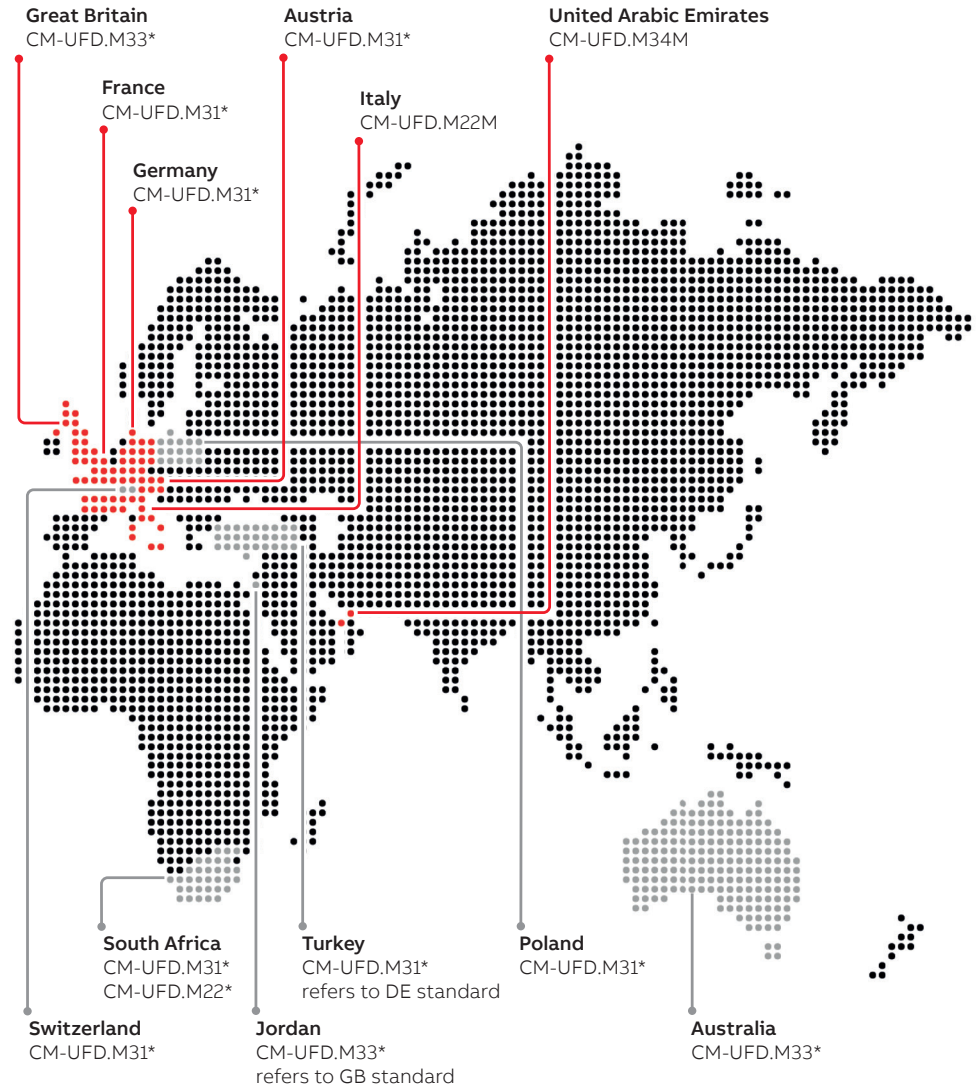 Great Britain
CM-UFD.M33*
Austria
CM-UFD.M31*
United Arabic Emirates
CM-UFD.M34M
France
CM-UFD.M31*
Italy
CM-UFD.M22M
Germany
CM-UFD.M31*
South Africa
CM-UFD.M31*
CM-UFD.M22*
Turkey
CM-UFD.M31*
refers to DE standard
Poland
CM-UFD.M31*
Switzerland
CM-UFD.M31*
Jordan
CM-UFD.M33*
refers to GB standard
Australia
CM-UFD.M33*